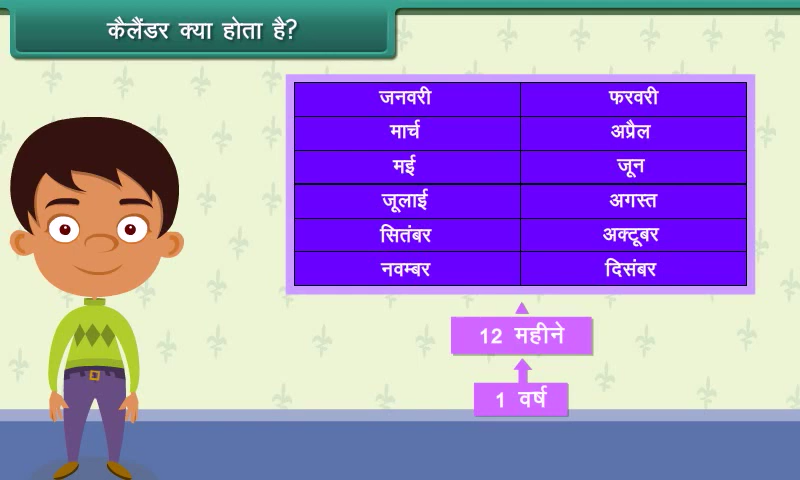 कैलैंडर क्या होता है?
जनवरी फरवरी
मार्च अप्रैल
मई जून
जूलाई अगस्त
सितंबर अक्टूबर
नवम्बर दिसंबर
12 महीने
1 वर्ष